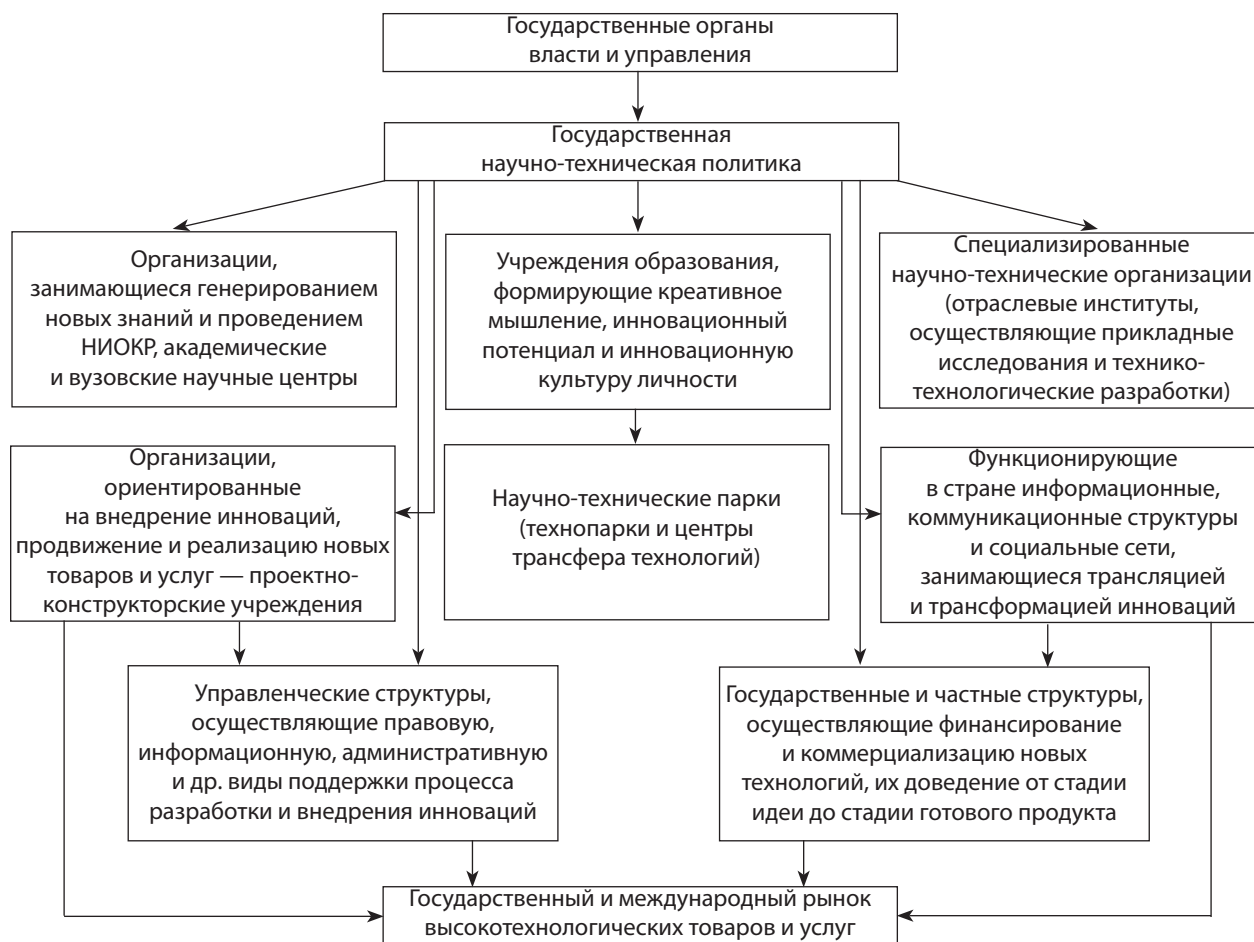 Государственные органы
власти и управления
Государственная
научно-техническая политика
Организации,
занимающиеся генерированием
новых знаний и проведением
НИОКР, академические
и вузовские научные центры
Учреждения образования,
формирующие креативное
мышление, инновационный
потенциал и инновационную
культуру личности
Специализированные
научно-технические организации
(отраслевые институты,
осуществляющие прикладные
исследования и технико-
технологические разработки)
Организации,
ориентированные
на внедрение инноваций,
продвижение и реализацию новых
товаров и услуг — проектно-
конструкторские учреждения
Научно-технические парки
(технопарки и центры
трансфера технологий)
Функционирующие
в стране информационные,
коммуникационные структуры
и социальные сети,
занимающиеся трансляцией
и трансформацией инноваций
Управленческие структуры,
осуществляющие правовую,
информационную, административную
и др. виды поддержки процесса
разработки и внедрения инноваций
Государственные и частные структуры,
осуществляющие финансирование
и коммерциализацию новых
технологий, их доведение от стадии
идеи до стадии готового продукта
Государственный и международный рынок
высокотехнологических товаров и услуг